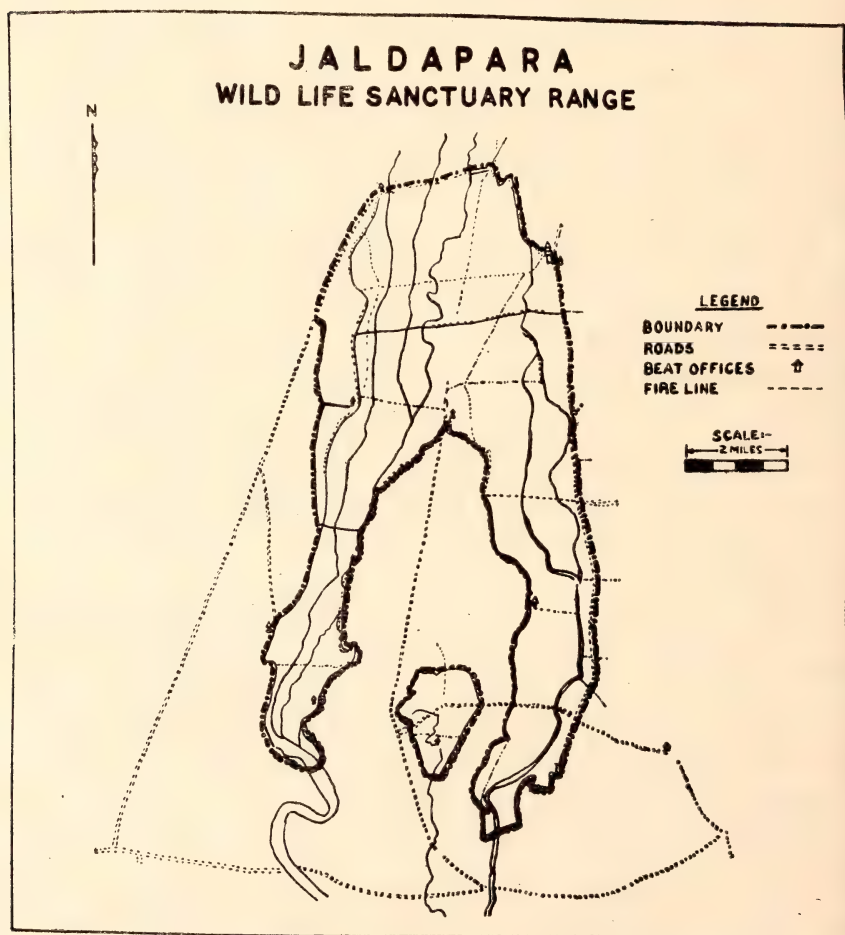 JALDAPARA
WILD LIFE SANCTUARY RANGE
N
LEGEND
BOUNDARY
ROADS
BEAT OFFICES
FIRE LINE
SCALE:-
2 MILES